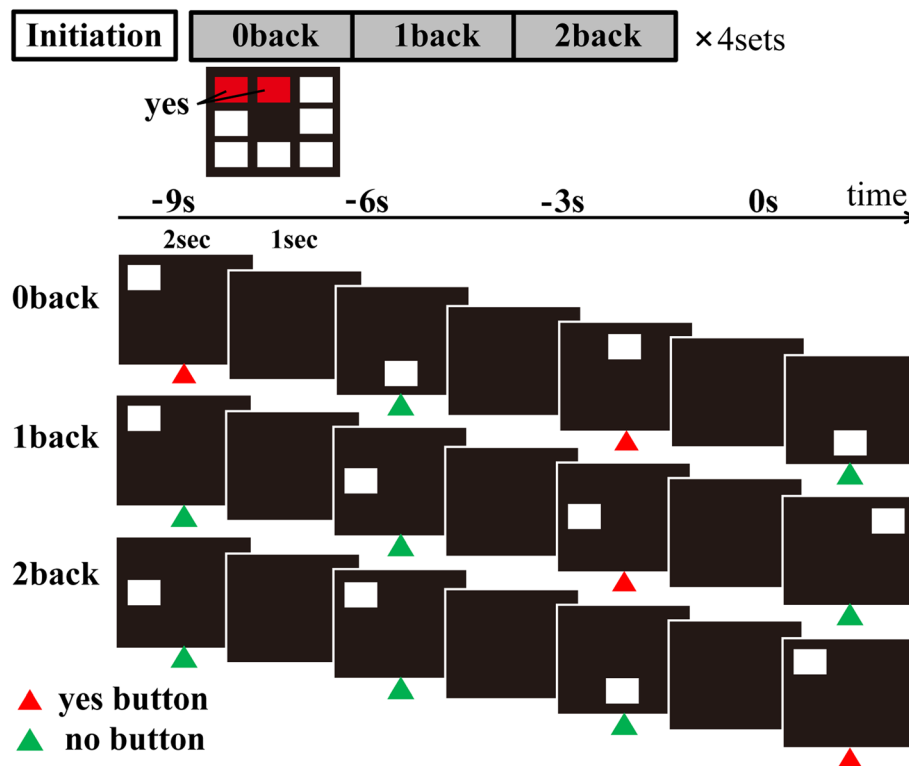 Initiation 0back 1back 2back ×4sets
yes
-9s -6s -3s 0s time
2sec 1sec
0back
1back
2back
yes button
no button